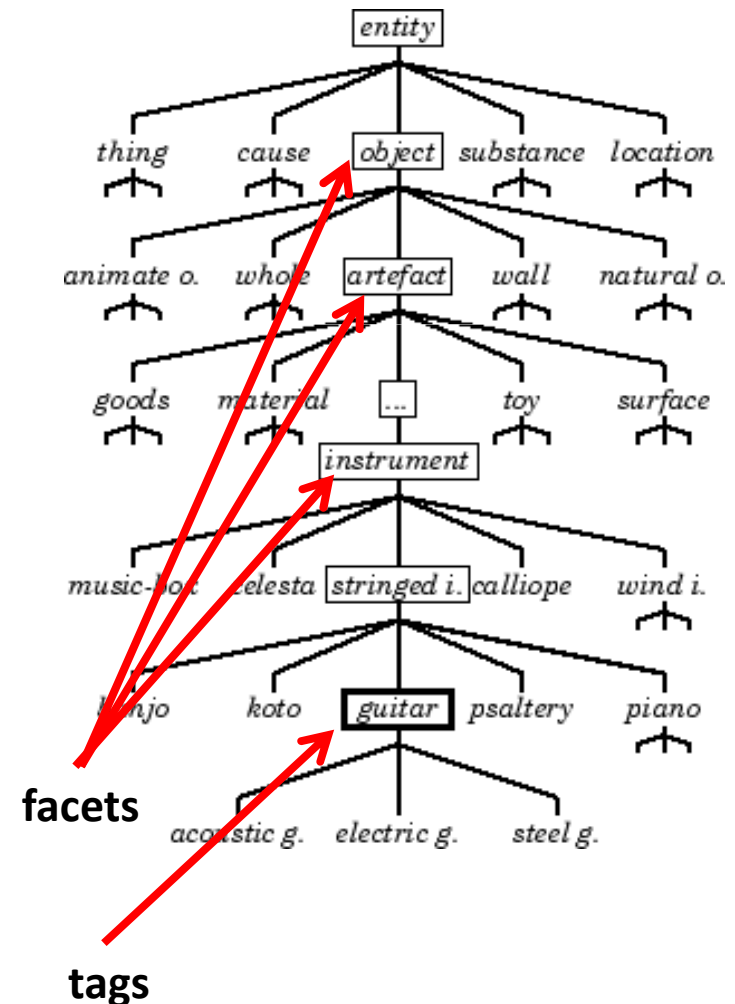 entity
thing cause object substance location
animate o. whole artefact wall natural o.
goods material ... toy surface
instrument
music-box celesta stringed i. calliope wind i.
banjo koto guitar psaltery piano
facets
acoustic g. electric g. steel g.
tags